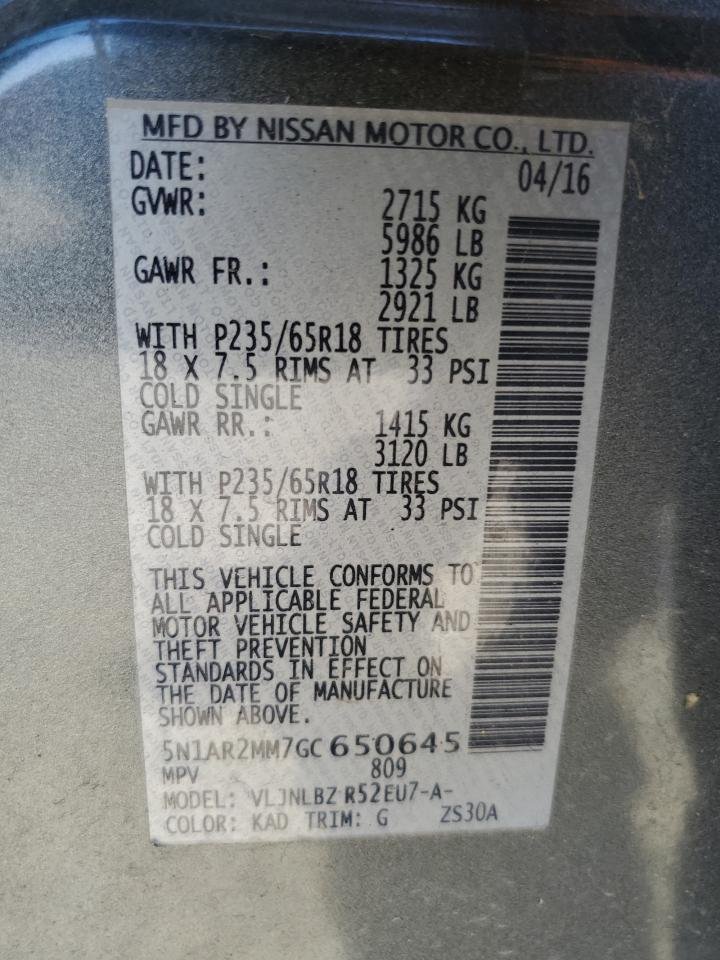 MFD BY NISSAN MOTOR CO., LTD.
DATE: 04/16
GVWR: 2715 KG
5986 LB
GAWR FR.: 1325 KG
2921 LB
WITH P235/65R18 TIRES
18 X 7.5 RIMS AT 33 PSI
COLD SINGLE
GAWR RR.: 1415 KG
3120 LB
WITH P235/65R18 TIRES
18 X 7.5 RIMS AT 33 PSI
COLD SINGLE
THIS VEHICLE CONFORMS TO
ALL APPLICABLE FEDERAL
MOTOR VEHICLE SAFETY AND
THEFT PREVENTION
STANDARDS IN EFFECT ON
THE DATE OF MANUFACTURE
SHOWN ABOVE.
5N1AR2MM7GC650645
MPV 809
MODEL: VLJNLBZ R52EU7-A-
COLOR: KAD TRIM: G ZS30A